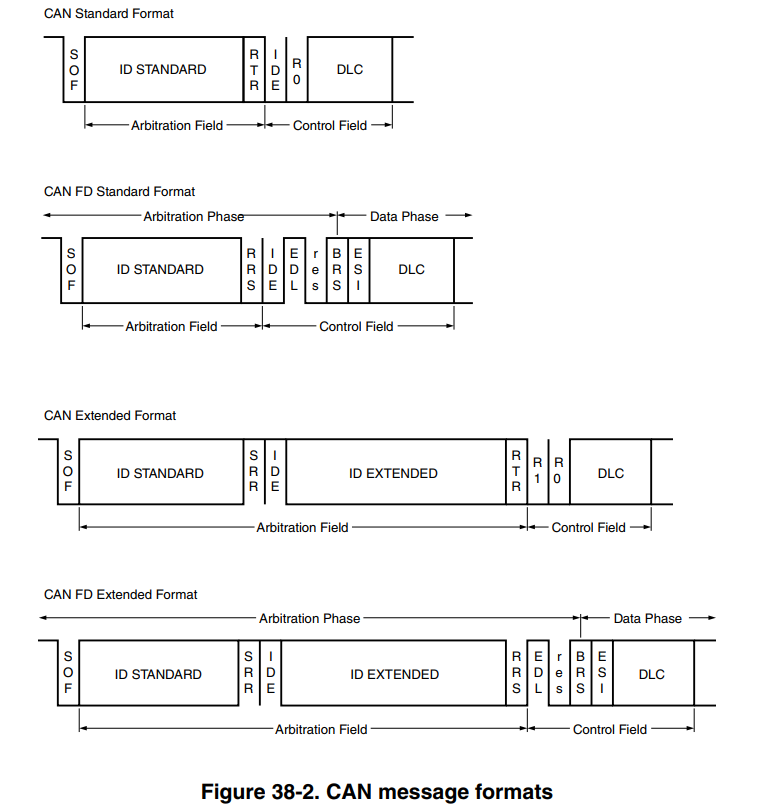 CAN Standard Format
SOF ID STANDARD RTR IDE R0 DLC
Arbitration Field Control Field
CAN FD Standard Format
Arbitration Phase Data Phase
SOF ID STANDARD RRS IDE EDL res BRS ESI DLC
Arbitration Field Control Field
CAN Extended Format
SOF ID STANDARD SRR IDE ID EXTENDED RTR R1 R0 DLC
Arbitration Field Control Field
CAN FD Extended Format
Arbitration Phase Data Phase
SOF ID STANDARD SRR IDE ID EXTENDED RRS EDL res BRS ESI DLC
Arbitration Field Control Field
Figure 38-2. CAN message formats